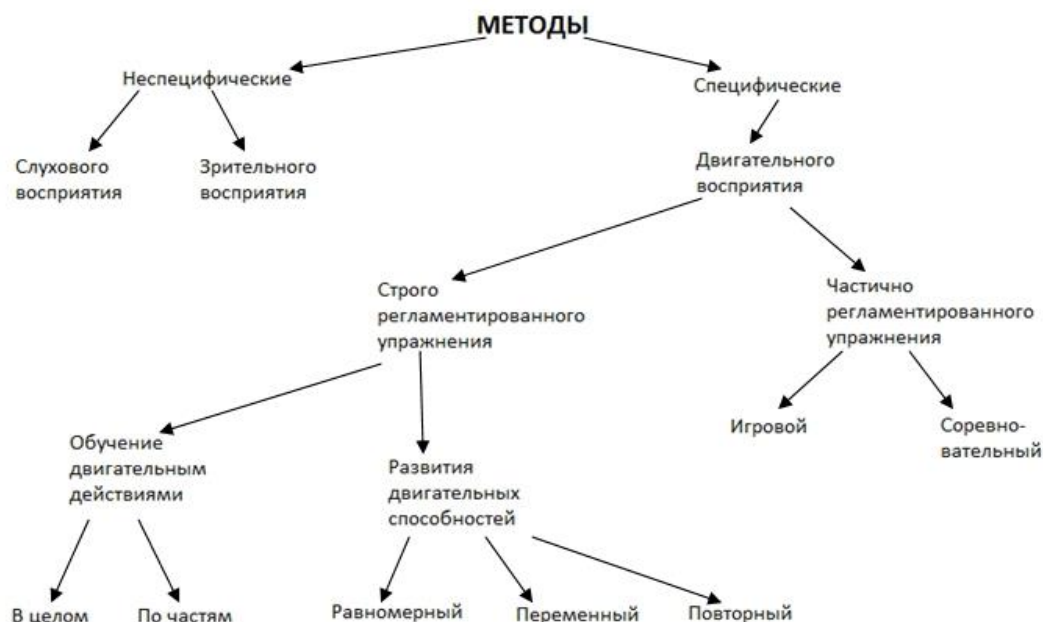 МЕТОДЫ
Неспецифические
Специфические
Слухового
восприятия
Зрительного
восприятия
Двигательного
восприятия
Строго
регламентированного
упражнения
Частично
регламентированного
упражнения
Игровой
Соревно-
вательный
Обучение
двигательным
действиями
Развития
двигательных
способностей
В целом
По частям
Равномерный
Переменный
Повторный